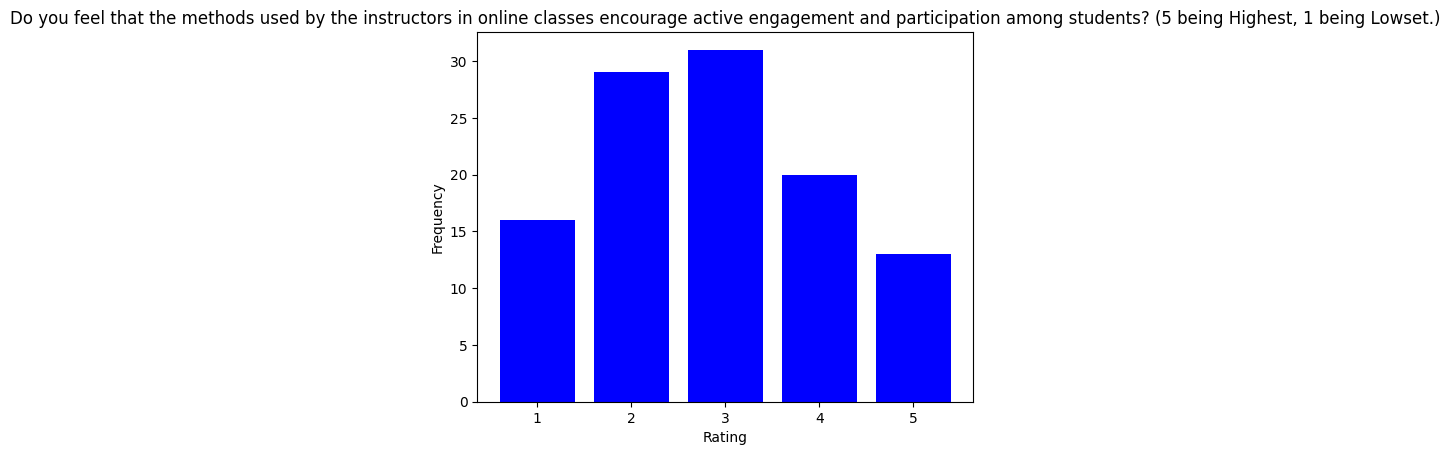 Do you feel that the methods used by the instructors in online classes encourage active engagement and participation among students? (5 being Highest, 1 being Lowset.)
30
25
20
15
10
5
0
Frequency
1 2 3 4 5
Rating